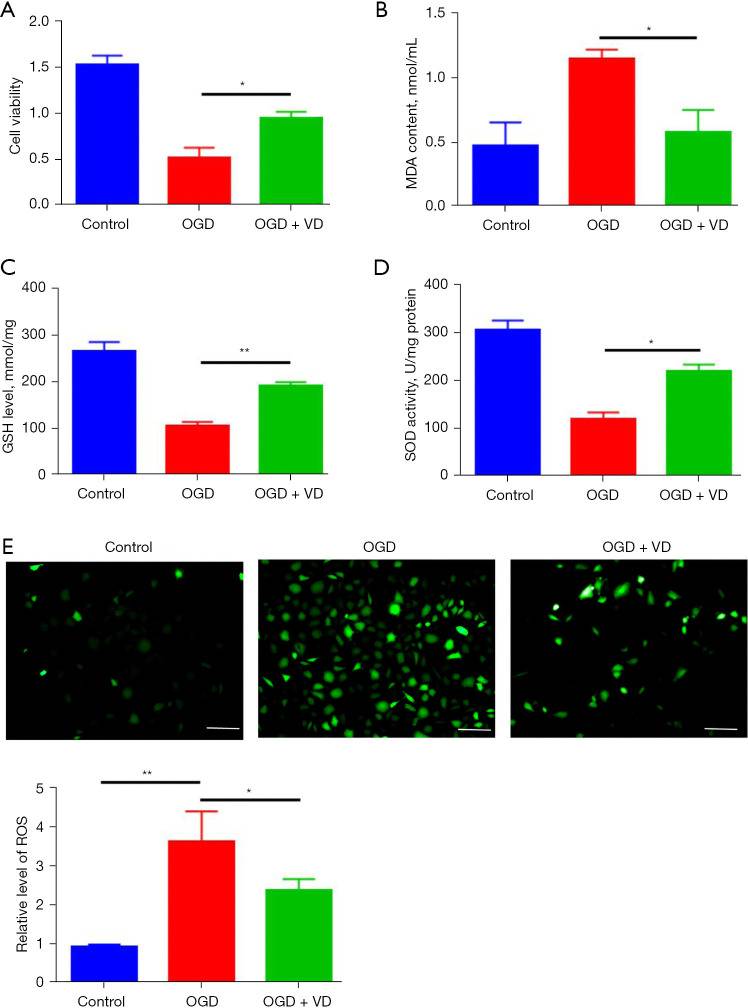 A
Cell viability
2.0
1.5
1.0
0.5
0.0
*
Control OGD OGD + VD
B
MDA content, nmol/mL
1.5
1.0
0.5
0.0
*
Control OGD OGD + VD
C
GSH level, mmol/mg
400
300
200
100
0
**
Control OGD OGD + VD
D
SOD activity, U/mg protein
400
300
200
100
0
*
Control OGD OGD + VD
E
Control OGD OGD + VD
Relative level of ROS
5
4
3
2
1
0
**
*
Control OGD OGD + VD